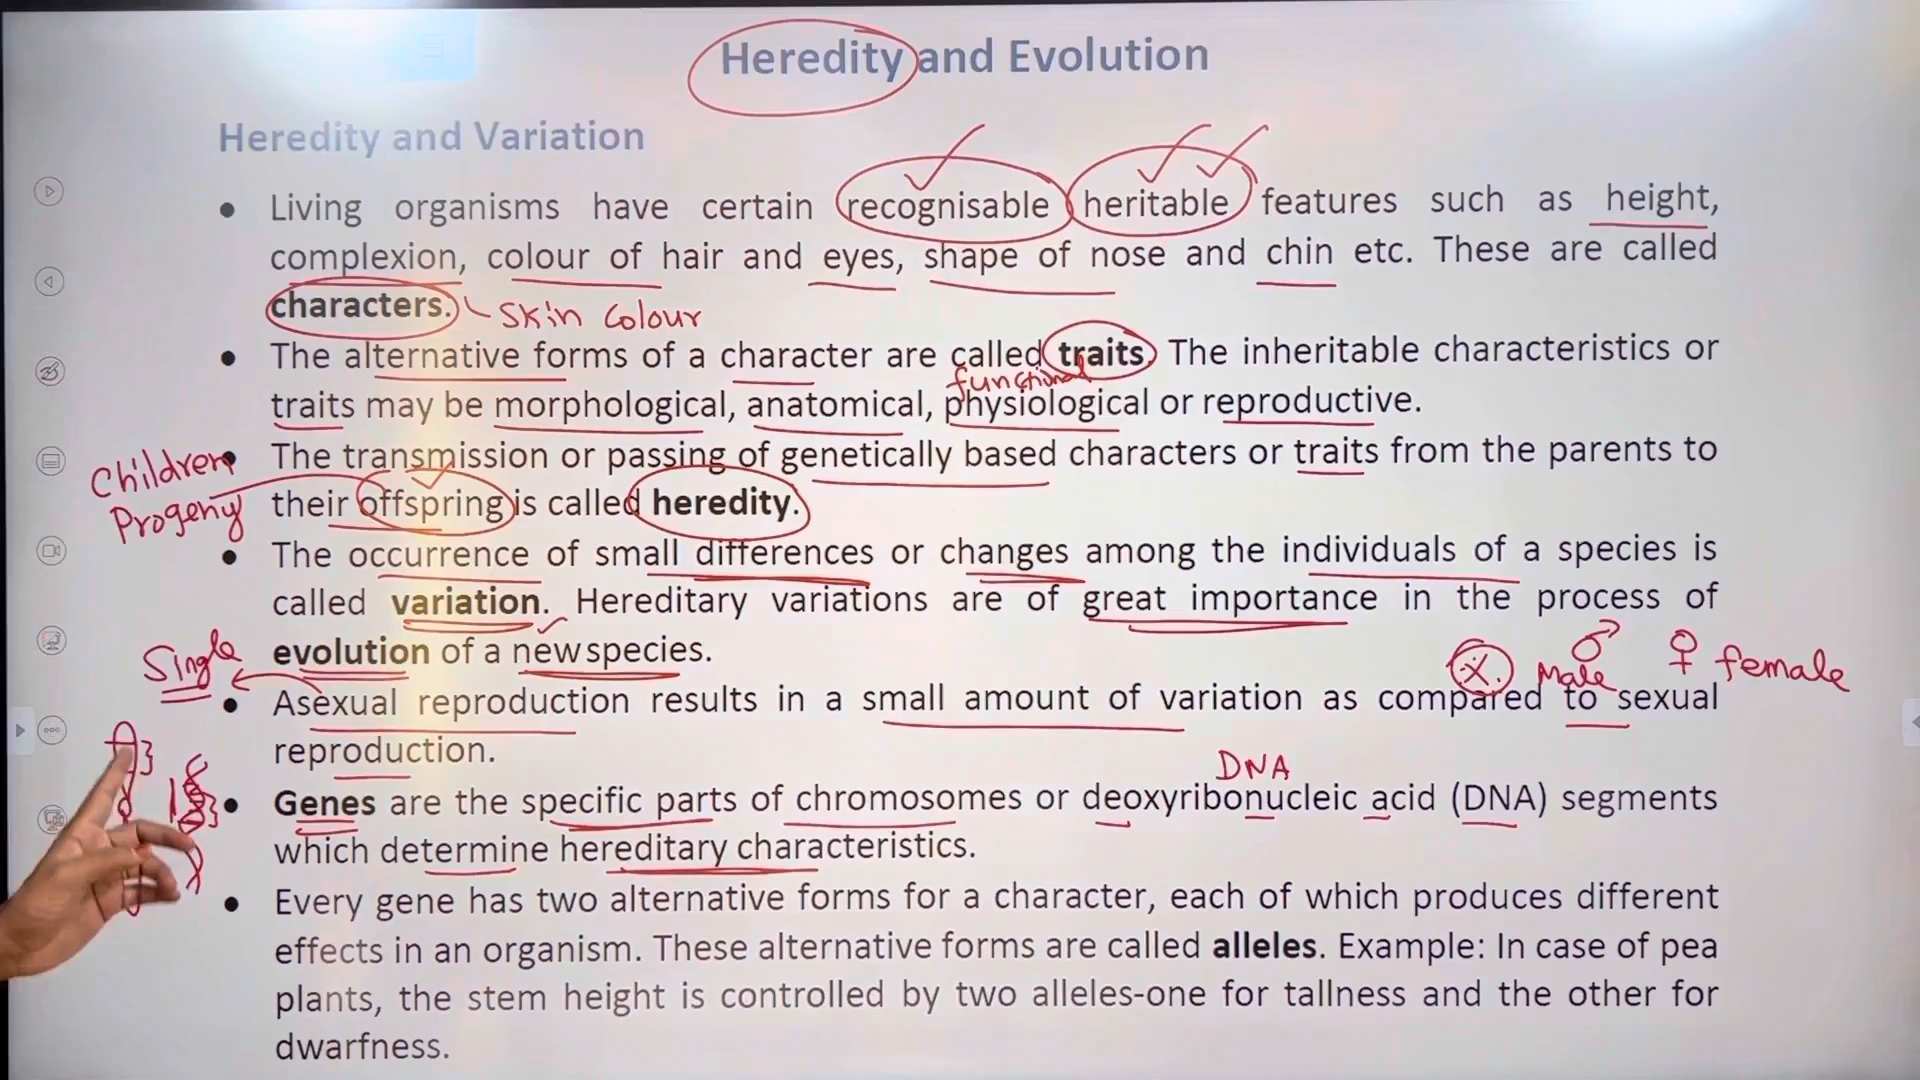 Heredity and Evolution
Heredity and Variation
• Living organisms have certain recognisable heritable features such as height,
complexion, colour of hair and eyes, shape of nose and chin etc. These are called
characters. Skin Colour
• The alternative forms of a character are called traits. The inheritable characteristics or
functional
traits may be morphological, anatomical, physiological or reproductive.
Children
• The transmission or passing of genetically based characters or traits from the parents to
Progeny
their offspring is called heredity.
• The occurrence of small differences or changes among the individuals of a species is
called variation. Hereditary variations are of great importance in the process of
Single
evolution of a new species.
♂ Male ♀ female
• Asexual reproduction results in a small amount of variation as compared to sexual
reproduction.
DNA
• Genes are the specific parts of chromosomes or deoxyribonucleic acid (DNA) segments
which determine hereditary characteristics.
• Every gene has two alternative forms for a character, each of which produces different
effects in an organism. These alternative forms are called alleles. Example: In case of pea
plants, the stem height is controlled by two alleles-one for tallness and the other for
dwarfness.